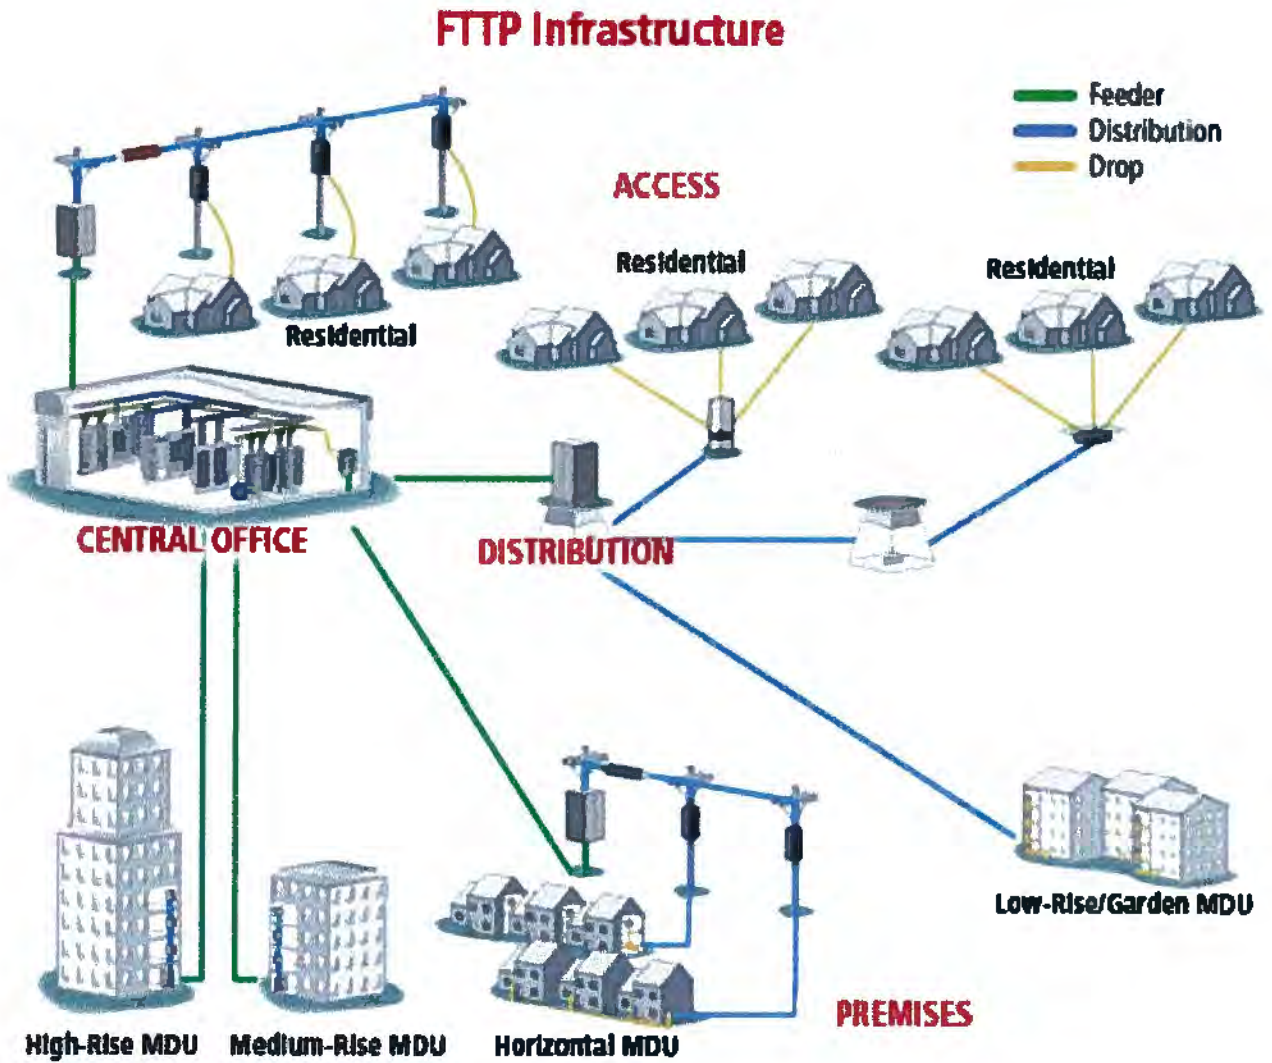 FTTP Infrastructure
Feeder
Distribution
Drop
ACCESS
Residential
Residential
Residential
CENTRAL OFFICE
DISTRIBUTION
Low-Rise/Garden MDU
PREMISES
High-Rise MDU
Medium-Rise MDU
Horizontal MDU